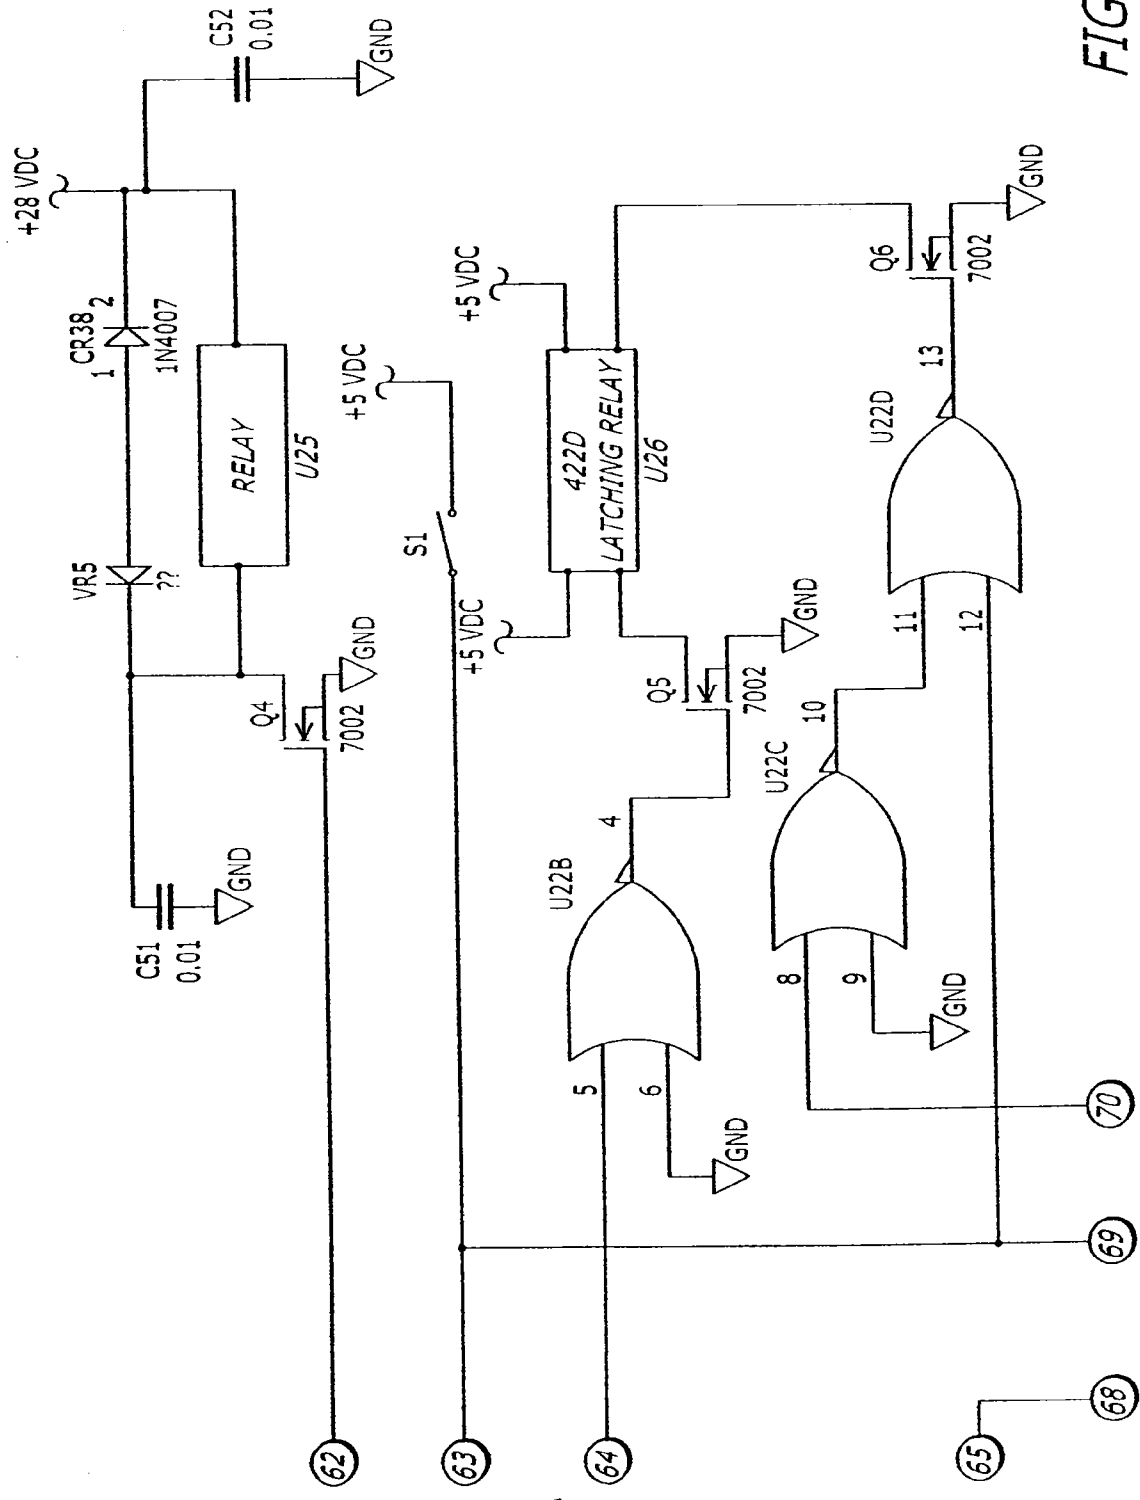 +28 VDC
C52
0.01
GND
CR38
1
2
1N4007
VR5
??
RELAY
U25
C51
0.01
GND
Q4
7002
GND
62
+5 VDC
S1
63
+5 VDC
+5 VDC
422D
LATCHING RELAY
U26
Q5
7002
GND
U22B
4
5
6
GND
64
U22C
10
8
9
GND
70
U22D
13
11
12
Q6
7002
GND
69
65
68
FIG